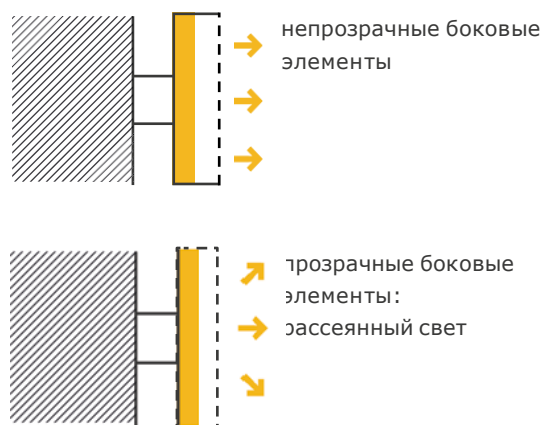 непрозрачные боковые
элементы
прозрачные боковые
элементы:
рассеянный свет